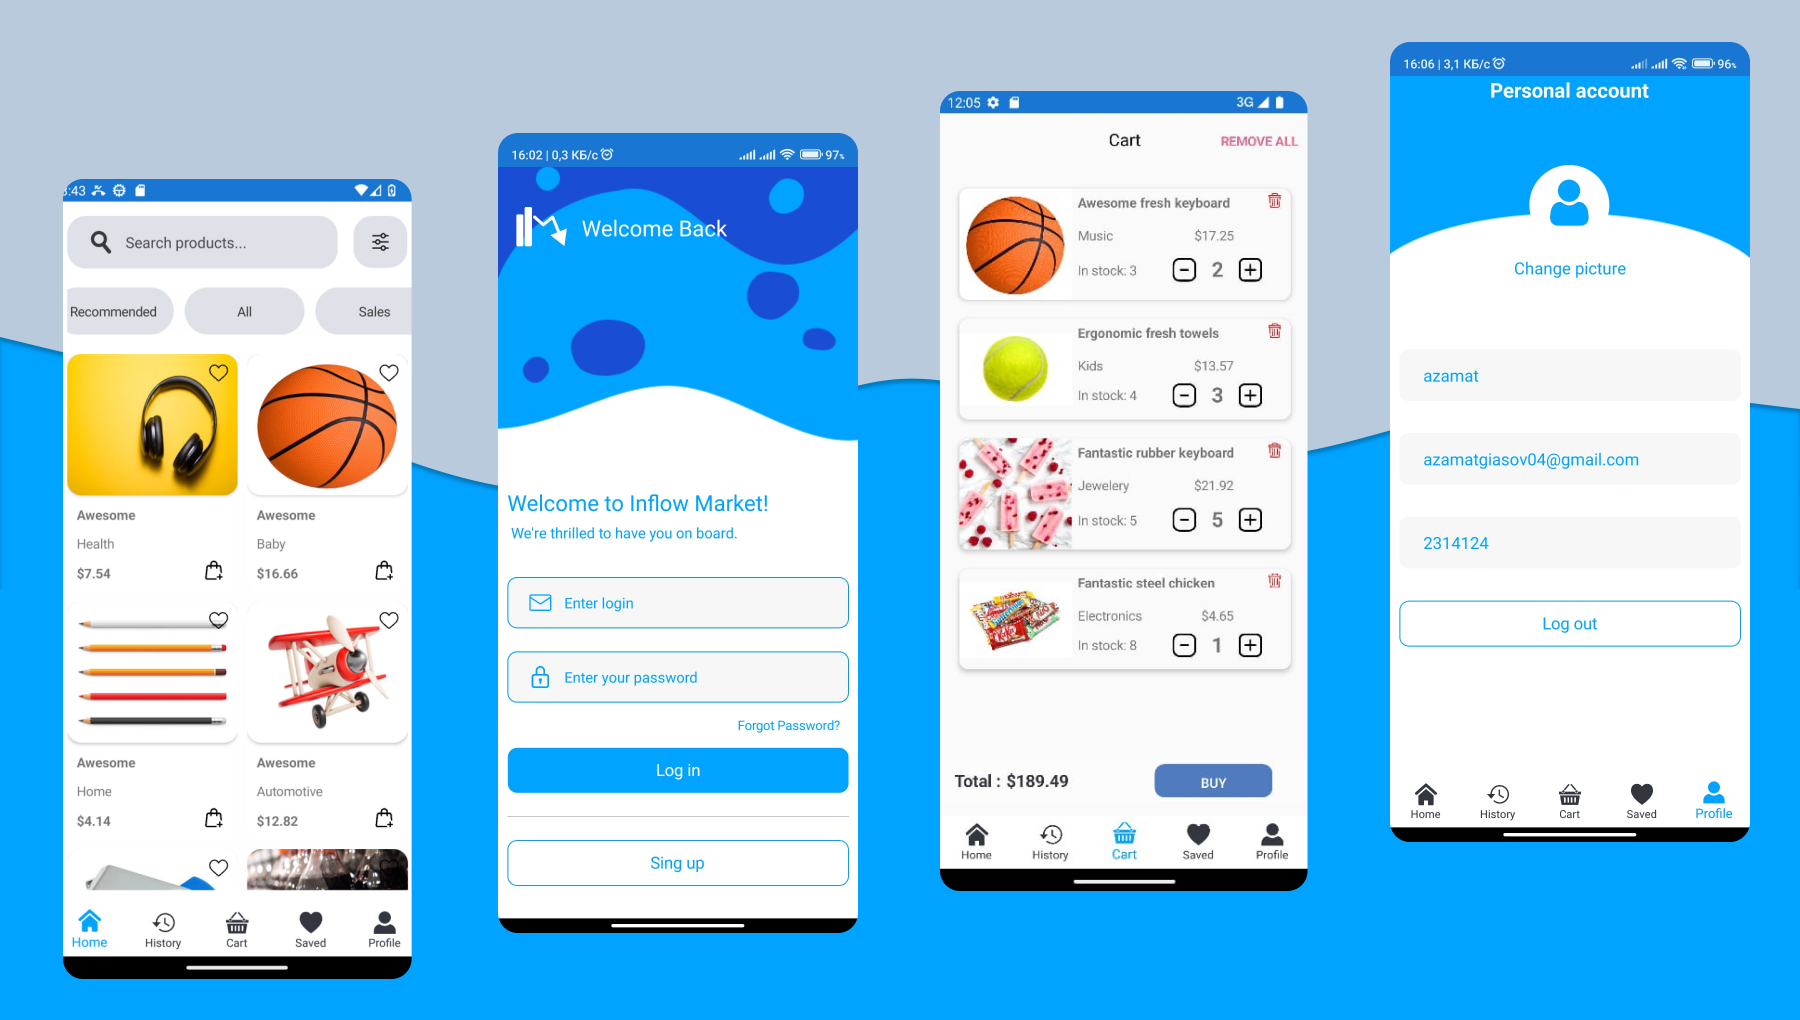 :43
Search products...
Recommended
All
Sales
Awesome
Health
$7.54
Awesome
Baby
$16.66
Awesome
Home
$4.14
Awesome
Automotive
$12.82
Home
History
Cart
Saved
Profile
16:02 | 0,3 КБ/с
97%
Welcome Back
Welcome to Inflow Market!
We're thrilled to have you on board.
Enter login
Enter your password
Forgot Password?
Log in
Sing up
12:05
3G
Cart
REMOVE ALL
Awesome fresh keyboard
Music
$17.25
In stock: 3
2
Ergonomic fresh towels
Kids
$13.57
In stock: 4
3
Fantastic rubber keyboard
Jewelery
$21.92
In stock: 5
5
Fantastic steel chicken
Electronics
$4.65
In stock: 8
1
Total : $189.49
BUY
Home
History
Cart
Saved
Profile
16:06 | 3,1 КБ/с
96%
Personal account
Change picture
azamat
azamatgiasov04@gmail.com
2314124
Log out
Home
History
Cart
Saved
Profile